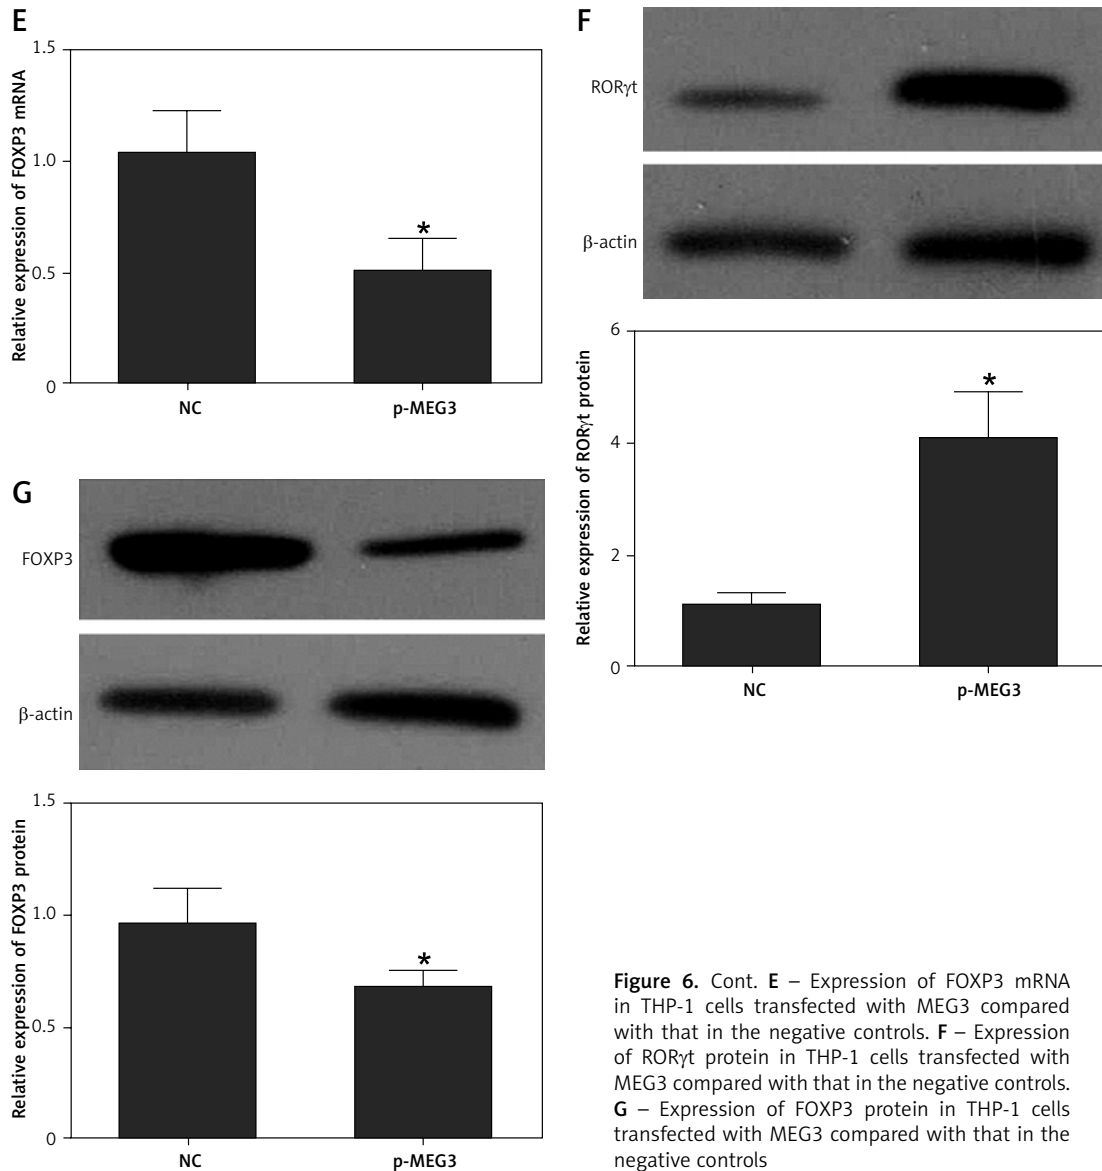 E
Relative expression of FOXP3 mRNA
1.5
1.0
0.5
0
*
NC
p-MEG3
F
RORγt
β-actin
Relative expression of RORγt protein
6
4
2
0
*
NC
p-MEG3
G
FOXP3
β-actin
Relative expression of FOXP3 protein
1.5
1.0
0.5
0
*
NC
p-MEG3
Figure 6. Cont. E – Expression of FOXP3 mRNA
in THP-1 cells transfected with MEG3 compared
with that in the negative controls. F – Expression
of RORγt protein in THP-1 cells transfected with
MEG3 compared with that in the negative controls.
G – Expression of FOXP3 protein in THP-1 cells
transfected with MEG3 compared with that in the
negative controls